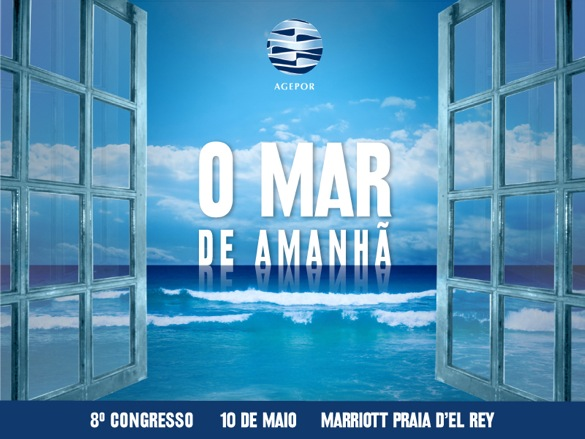 AGEPOR
O MAR
DE AMANHÃ
8º CONGRESSO 10 DE MAIO MARRIOTT PRAIA D'EL REY